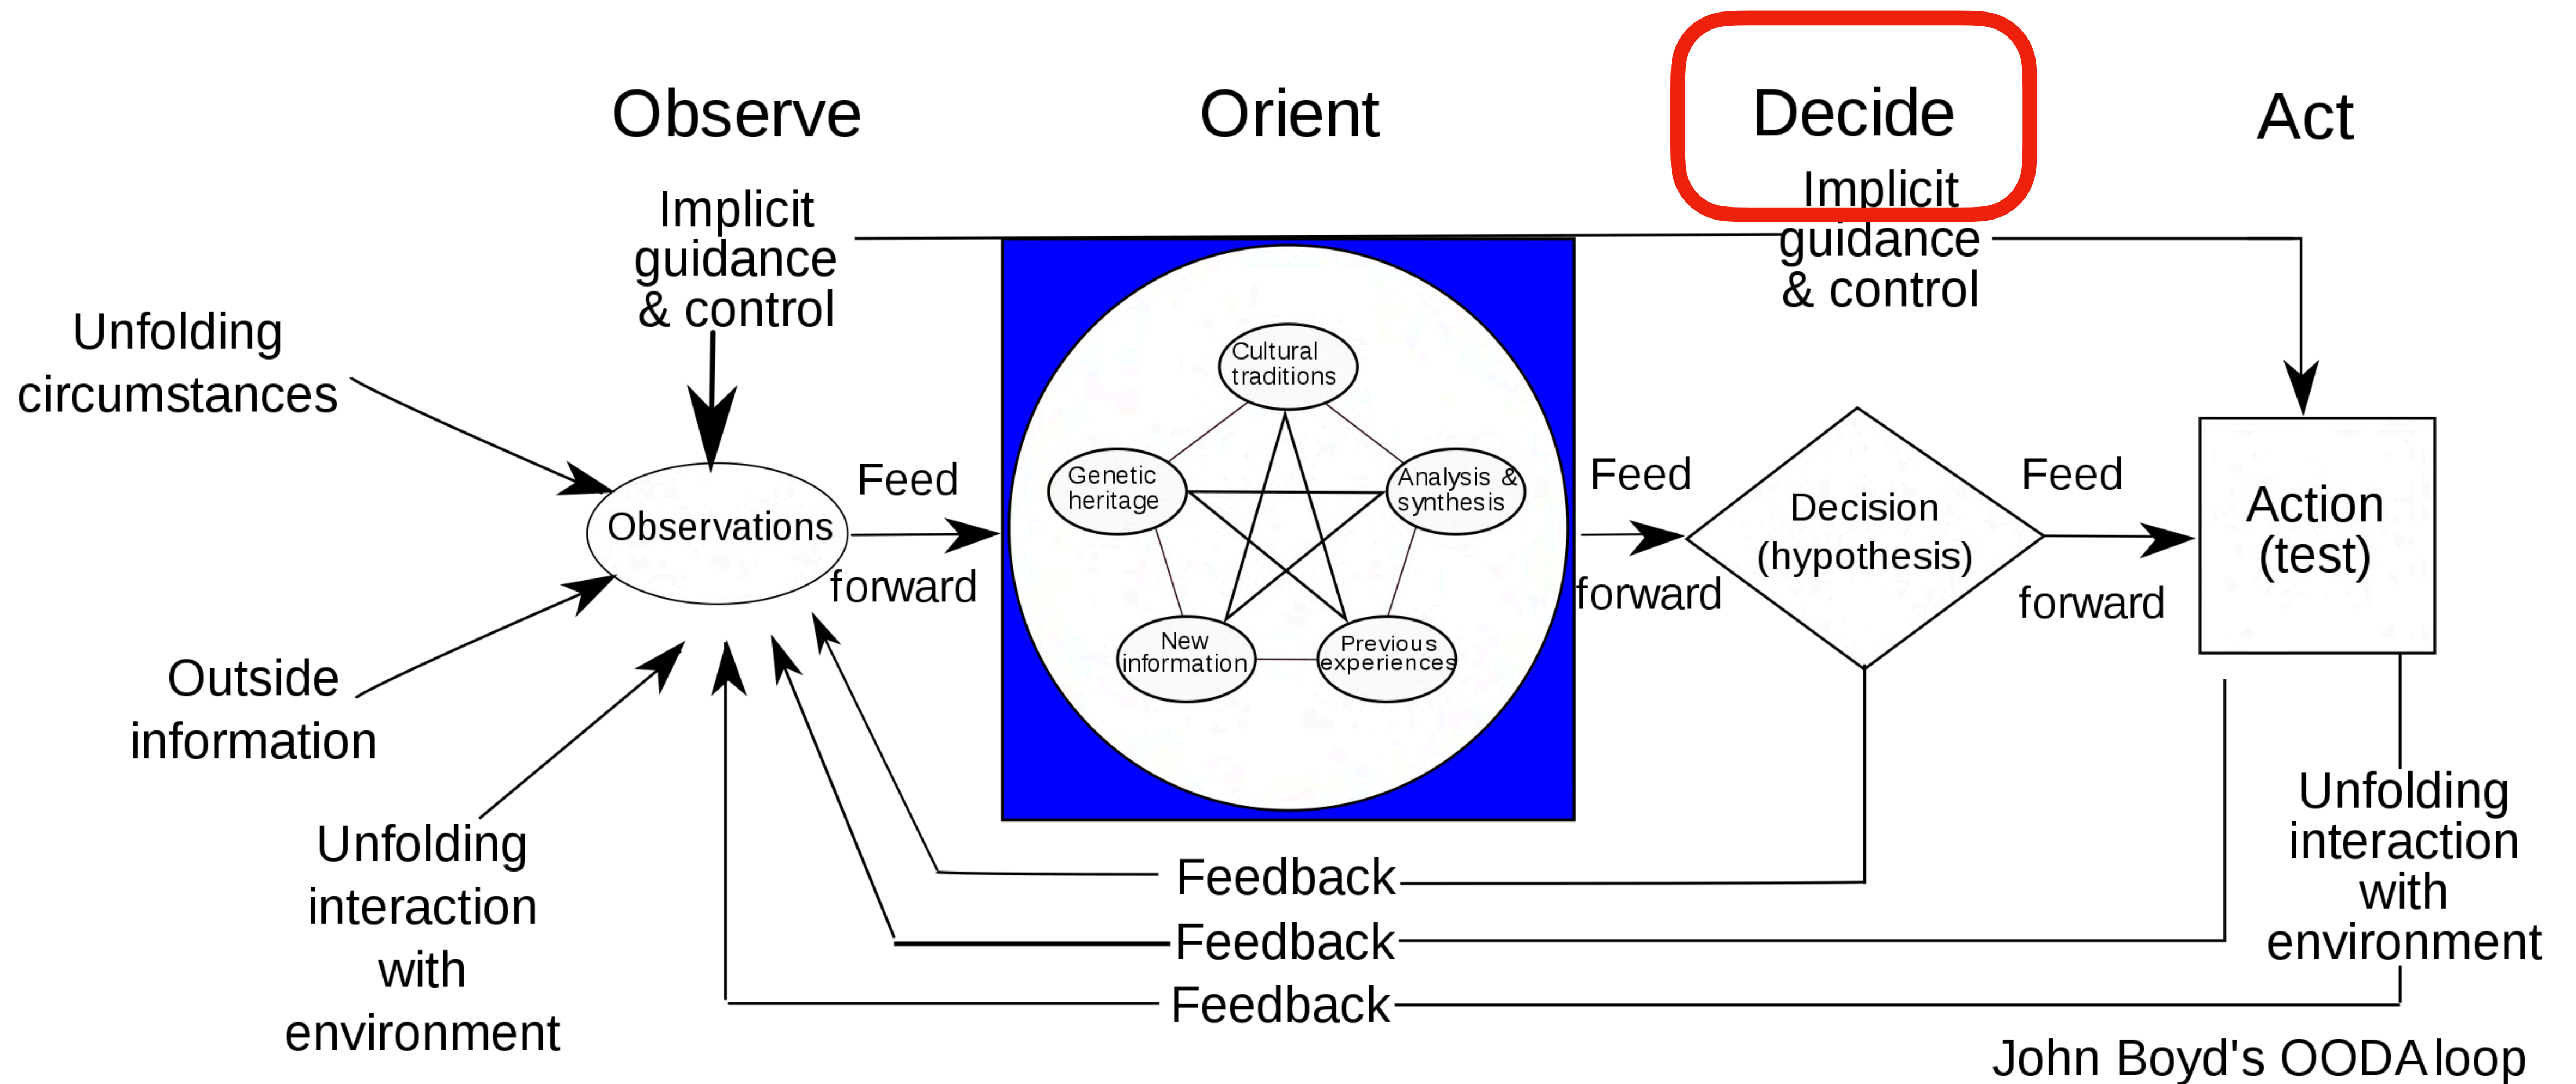 Observe
Orient
Decide
Act
Implicit
guidance
& control
Implicit
guidance
& control
Unfolding
circumstances
Cultural
traditions
Genetic
heritage
Analysis &
synthesis
New
information
Previous
experiences
Observations
Feed
forward
Feed
forward
Decision
(hypothesis)
Feed
forward
Action
(test)
Outside
information
Unfolding
interaction
with
environment
Unfolding
interaction
with
environment
Feedback
Feedback
Feedback
John Boyd's OODA loop